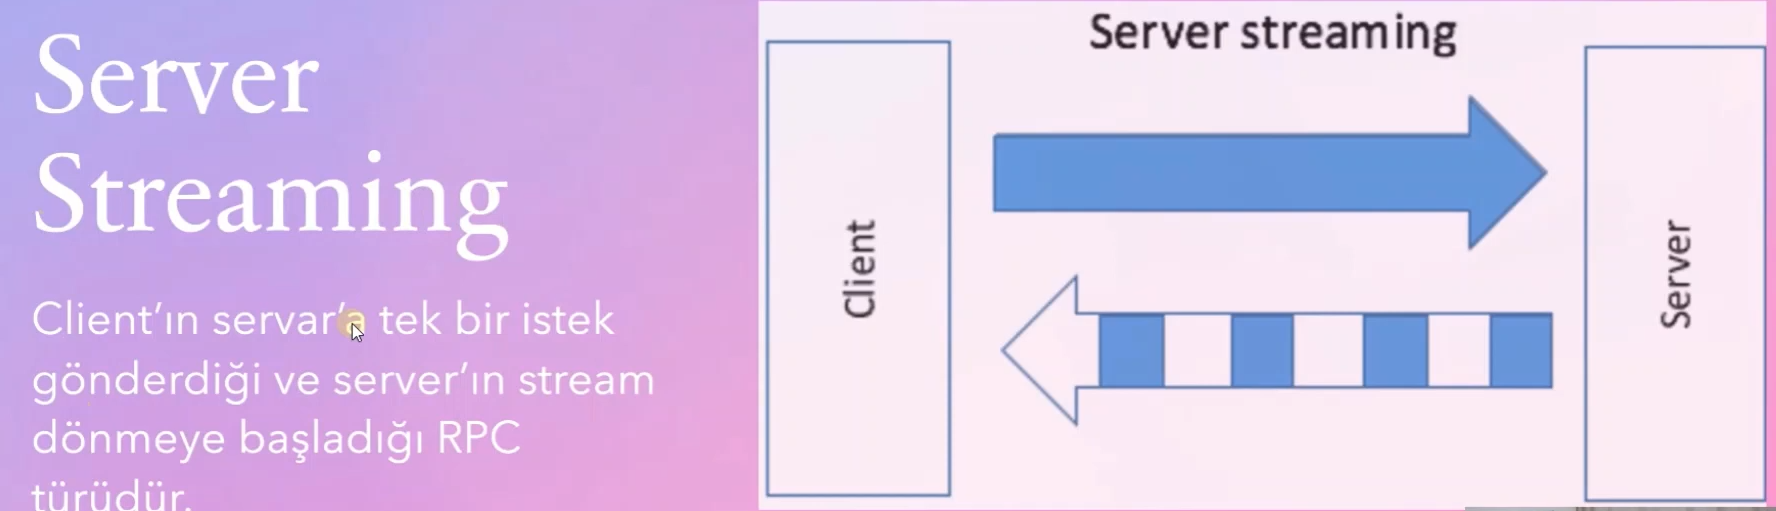 Server
Streaming
Client’ın servar’a tek bir istek
gönderdiği ve server’ın stream
dönmeye başladığı RPC
türüdür.
Server streaming
Client
Server